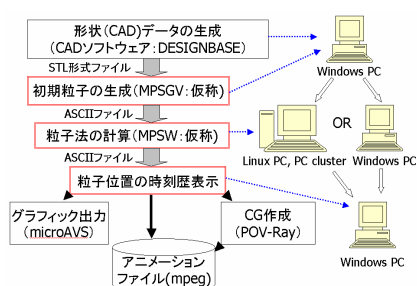 形状(CAD)データの生成
(CADソフトウェア:DESIGNBASE)
STL形式ファイル
初期粒子の生成(MPSGV:仮称)
ASCIIファイル
粒子法の計算(MPSW:仮称)
ASCIIファイル
粒子位置の時刻歴表示
グラフィック出力
(microAVS)
CG作成
(POV-Ray)
アニメーション
ファイル(mpeg)
Windows PC
OR
Linux PC, PC cluster
Windows PC
Windows PC